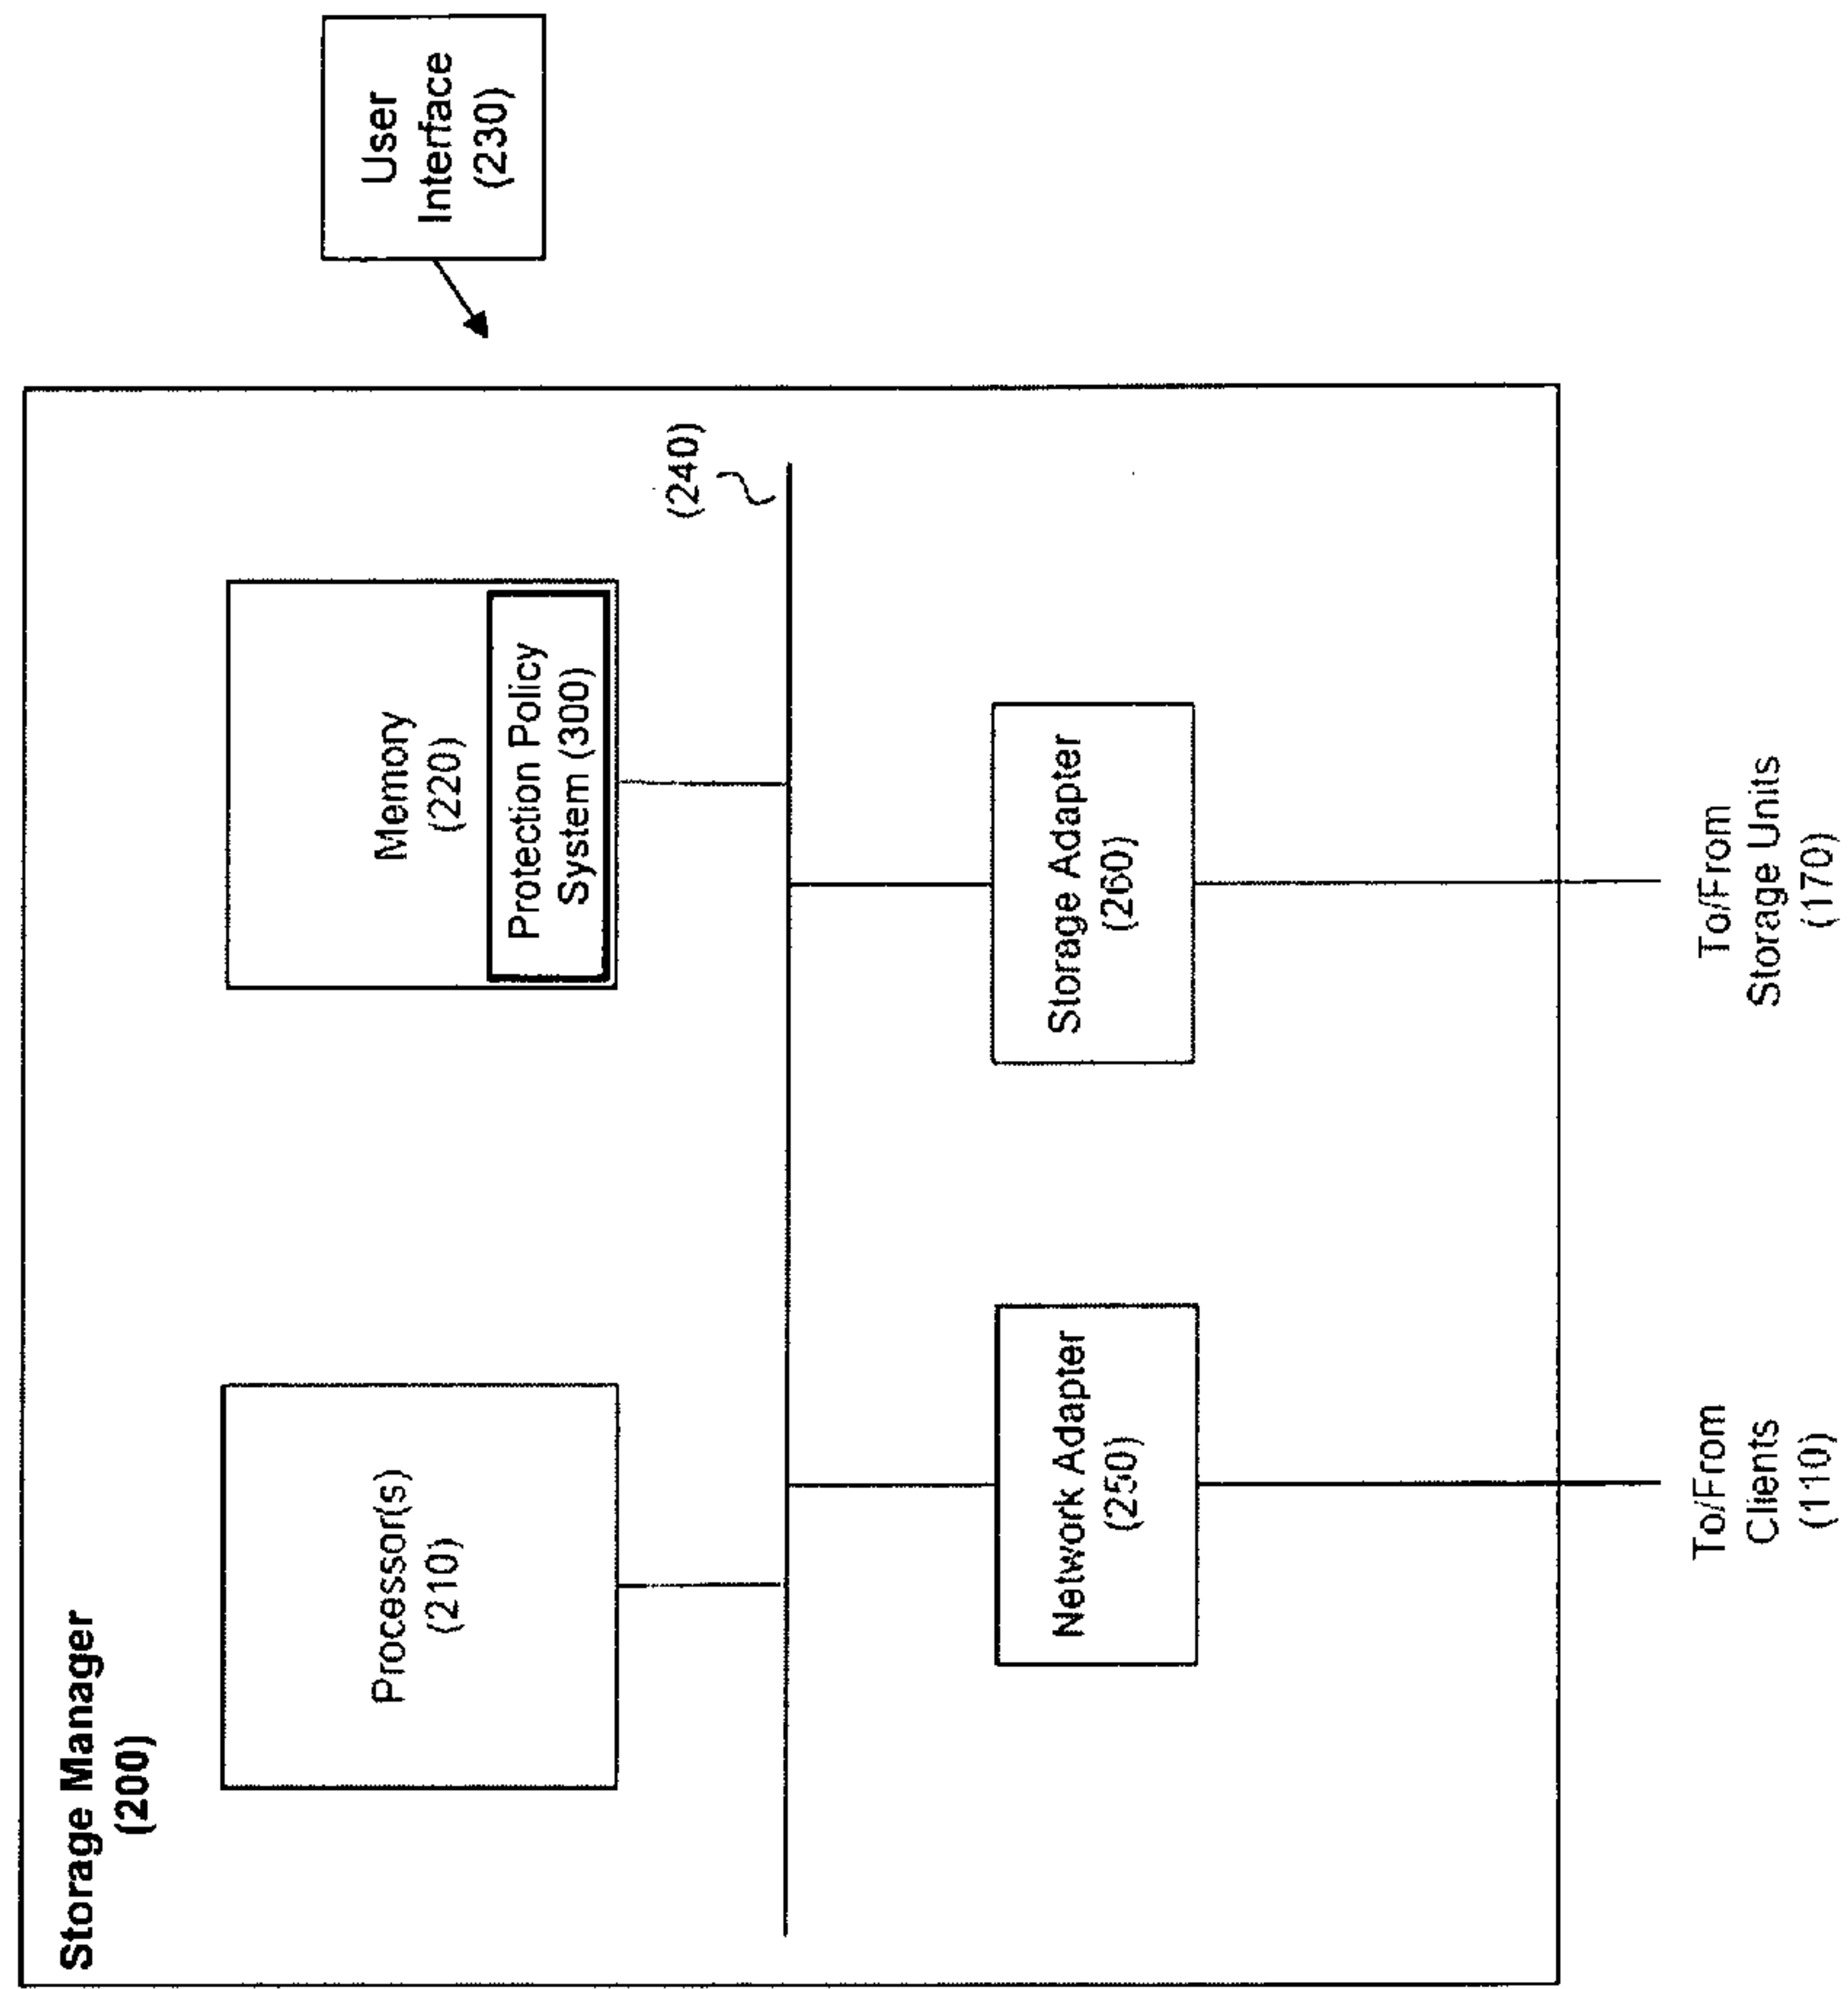 Storage Manager
(200)
Processor(s)
(210)
Memory
(220)
Protection Policy
System (300)
User
Interface
(230)
(240)
Network Adapter
(250)
Storage Adapter
(260)
To/From
Clients
(110)
To/From
Storage Units
(170)